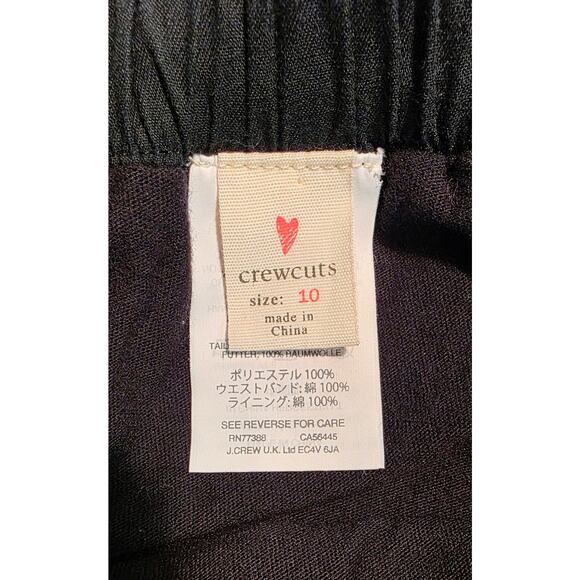 crewcuts
size: 10
made in
China
TAIL
FUTTER: 100% BAUMWOLLE
ポリエステル 100%
ウエストバンド: 綿 100%
ライニング: 綿 100%
SEE REVERSE FOR CARE
RN77388 CA56445
J.CREW U.K. Ltd EC4V 6JA